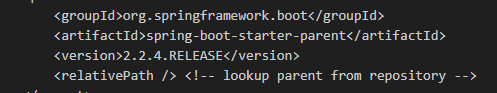 <groupId>org.springframework.boot</groupId>
<artifactId>spring-boot-starter-parent</artifactId>
<version>2.2.4.RELEASE</version>
<relativePath /> <!-- lookup parent from repository -->